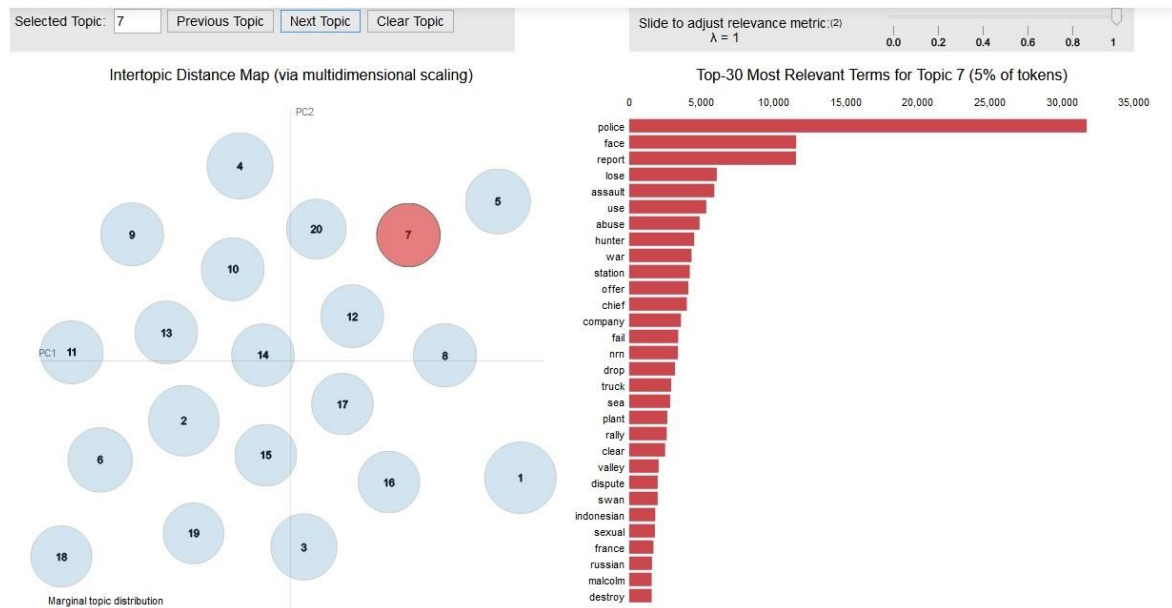 Selected Topic: 7 Previous Topic Next Topic Clear Topic
Slide to adjust relevance metric:(2)
λ = 1
0.0 0.2 0.4 0.6 0.8 1
Intertopic Distance Map (via multidimensional scaling)
PC2
4
5
9
20
7
10
12
13
PC1
11
14
8
17
2
15
6
16
1
19
3
18
Marginal topic distribution
Top-30 Most Relevant Terms for Topic 7 (5% of tokens)
0 5,000 10,000 15,000 20,000 25,000 30,000 35,000
police
face
report
lose
assault
use
abuse
hunter
war
station
offer
chief
company
fail
nrn
drop
truck
sea
plant
rally
clear
valley
dispute
swan
indonesian
sexual
france
russian
malcolm
destroy